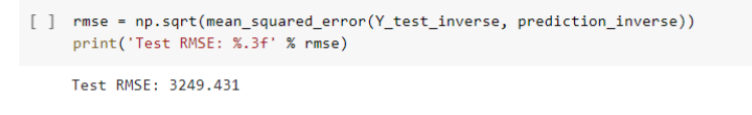 [ ] rmse = np.sqrt(mean_squared_error(Y_test_inverse, prediction_inverse))
print('Test RMSE: %.3f' % rmse)
Test RMSE: 3249.431